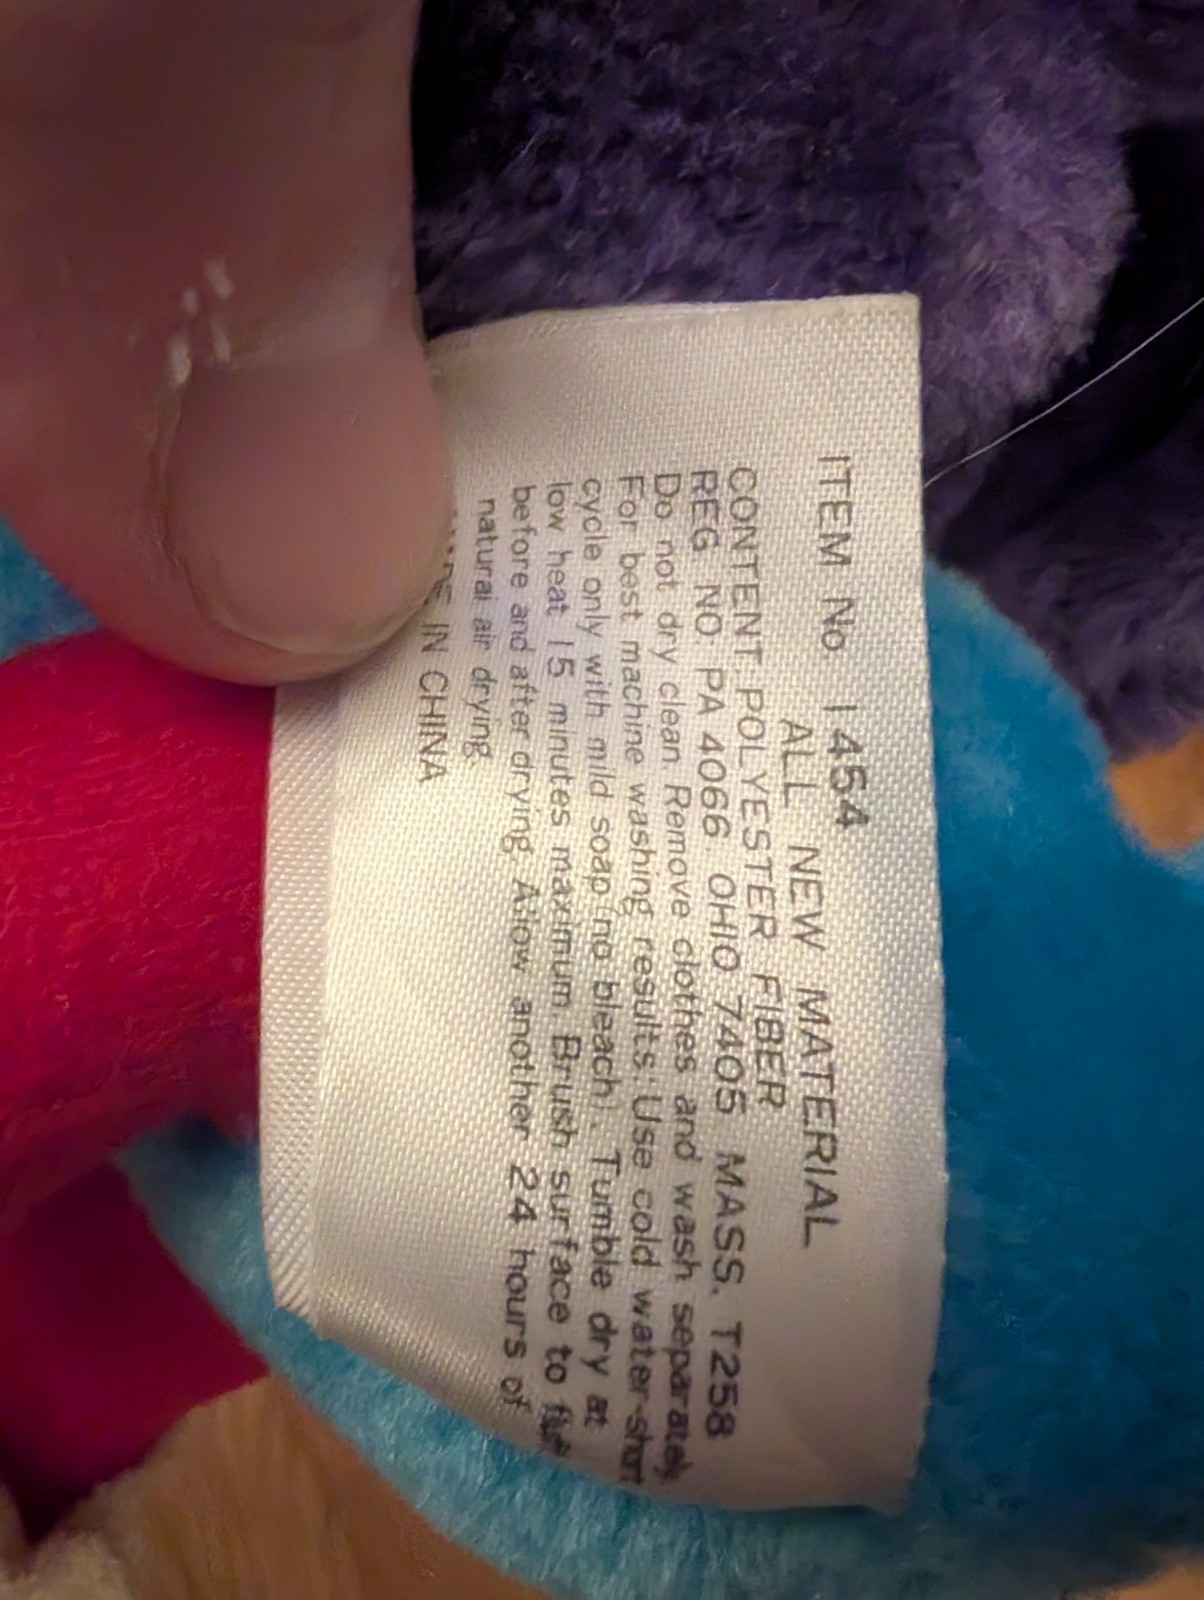 ITEM No. 1454
ALL NEW MATERIAL
CONTENT: POLYESTER FIBER
REG. NO. PA 4066 OHIO 7405 MASS. T258
Do not dry clean. Remove clothes and wash separately.
For best machine washing results: Use cold water-short
cycle only with mild soap (no bleach). Tumble dry at
low heat 15 minutes maximum. Brush surface to
before and after drying. Allow another 24 hours of
natural air drying.
IN CHINA